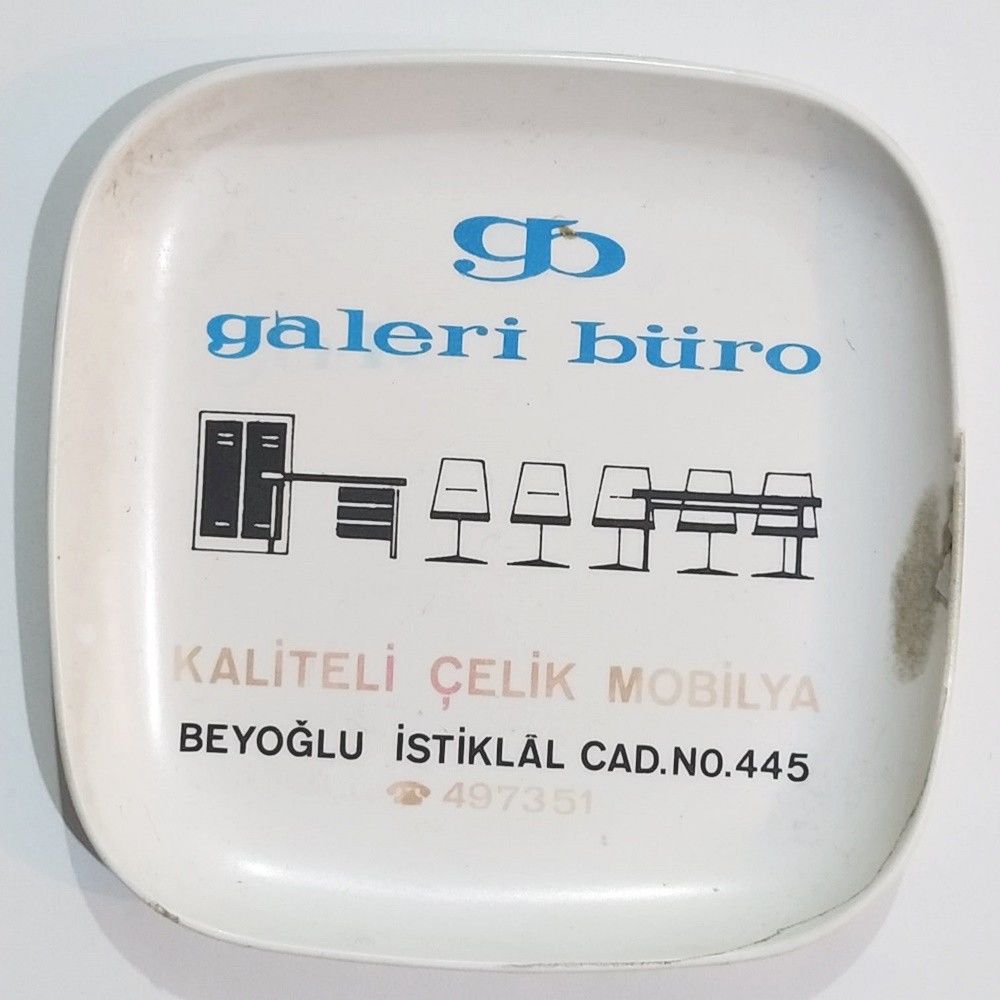 gb
galeri büro
KALİTELİ ÇELİK MOBİLYA
BEYOĞLU İSTİKLÂL CAD.NO.445
☎ 497351